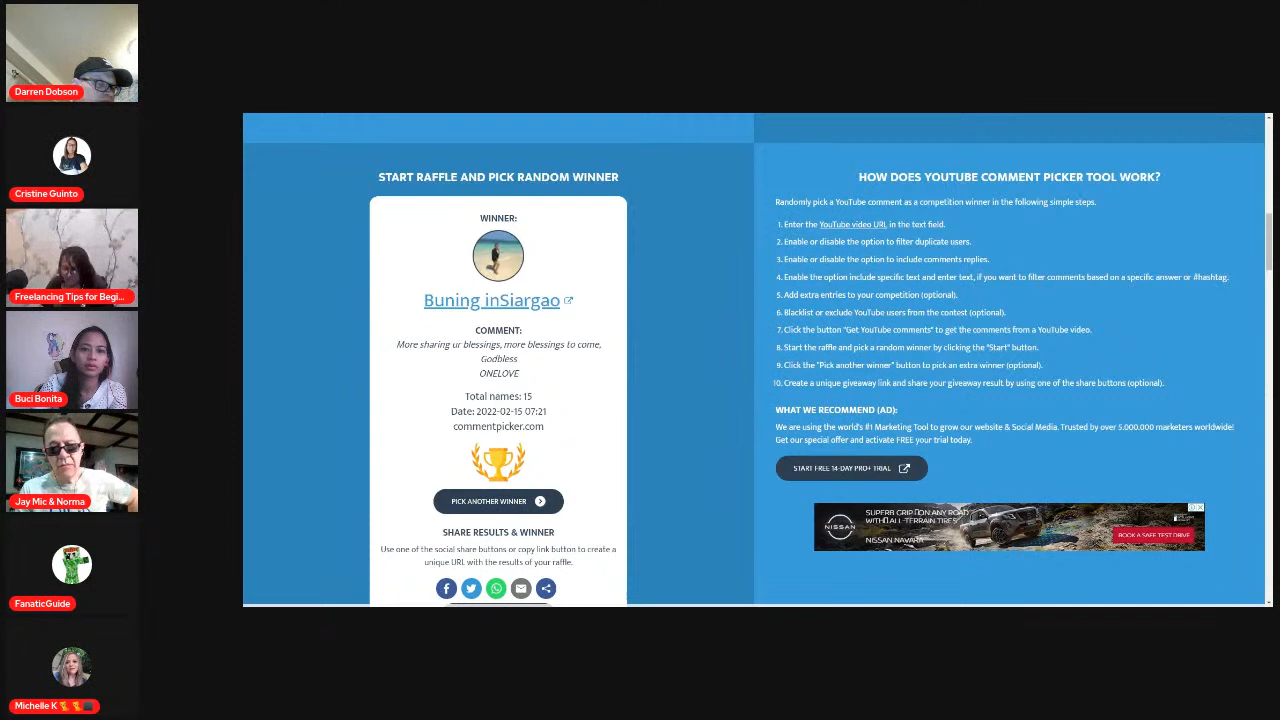 Darren Dobson
Cristine Guinto
Freelancing Tips for Begi...
Buci Bonita
Jay Mic & Norma
FanaticGuide
Michelle K
START RAFFLE AND PICK RANDOM WINNER
WINNER:
Buning inSiargao
COMMENT:
More sharing ur blessings, more blessings to come,
Godbless
ONELOVE
Total names: 15
Date: 2022-02-15 07:21
commentpicker.com
PICK ANOTHER WINNER
SHARE RESULTS & WINNER
Use one of the social share buttons or copy link button to create a
unique URL with the results of your raffle.
HOW DOES YOUTUBE COMMENT PICKER TOOL WORK?
Randomly pick a YouTube comment as a competition winner in the following simple steps.
1. Enter the YouTube video URL in the text field.
2. Enable or disable the option to filter duplicate users.
3. Enable or disable the option to include comments replies.
4. Enable the option include specific text and enter text, if you want to filter comments based on a specific answer or #hashtag.
5. Add extra entries to your competition (optional).
6. Blacklist or exclude YouTube users from the contest (optional).
7. Click the button "Get YouTube comments" to get the comments from a YouTube video.
8. Start the raffle and pick a random winner by clicking the "Start" button.
9. Click the "Pick another winner" button to pick an extra winner (optional).
10. Create a unique giveaway link and share your giveaway result by using one of the share buttons (optional).
WHAT WE RECOMMEND (AD):
We are using the world's #1 Marketing Tool to grow our website & Social Media. Trusted by over 5.000.000 marketers worldwide!
Get our special offer and activate FREE your trial today.
START FREE 14-DAY PRO+ TRIAL
NISSAN
SUPERB GRIP ON ANY ROAD
WITH ALL-TERRAIN TIRES
NISSAN NAVARA
BOOK A SAFE TEST DRIVE